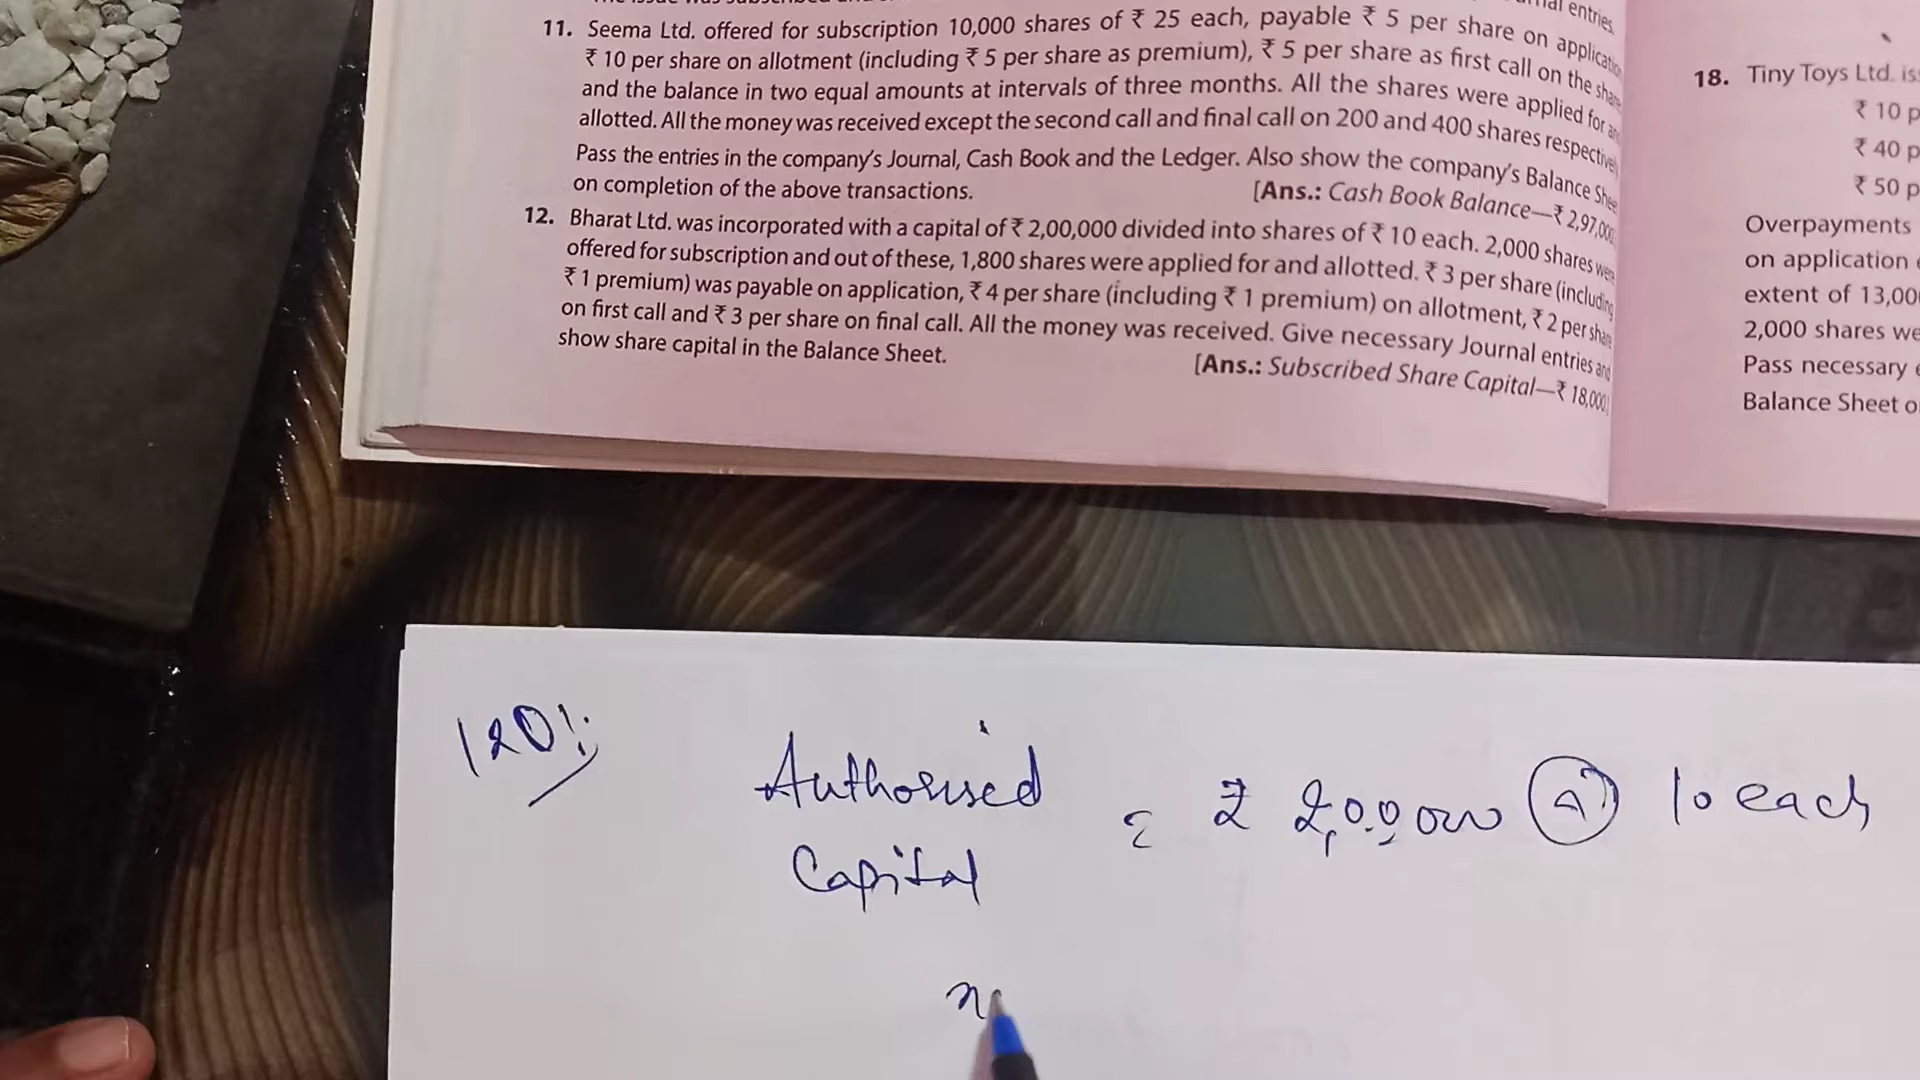 11. Seema Ltd. offered for subscription 10,000 shares of ₹ 25 each, payable ₹ 5 per share on
₹ 10 per share on allotment (including ₹ 5 per share as premium), ₹ 5 per share as first call on the
and the balance in two equal amounts at intervals of three months. All the shares were applied for
allotted. All the money was received except the second call and final call on 200 and 400 shares
Pass the entries in the company's Journal, Cash Book and the Ledger. Also show the company's Balance
on completion of the above transactions. [Ans.: Cash Book Balance—₹ 2,97,000
12. Bharat Ltd. was incorporated with a capital of ₹ 2,00,000 divided into shares of ₹ 10 each. 2,000 shares were
offered for subscription and out of these, 1,800 shares were applied for and allotted. ₹ 3 per share (including
₹ 1 premium) was payable on application, ₹ 4 per share (including ₹ 1 premium) on allotment, ₹ 2 per share
on first call and ₹ 3 per share on final call. All the money was received. Give necessary Journal entries and
show share capital in the Balance Sheet. [Ans.: Subscribed Share Capital—₹ 18,000]
18. Tiny Toys Ltd. is
₹ 10 p
₹ 40 p
₹ 50 p
Overpayments
on application
extent of 13,00
2,000 shares we
Pass necessary
Balance Sheet o
Authorised
Capital = ₹ 2,00,000 @ 10 each